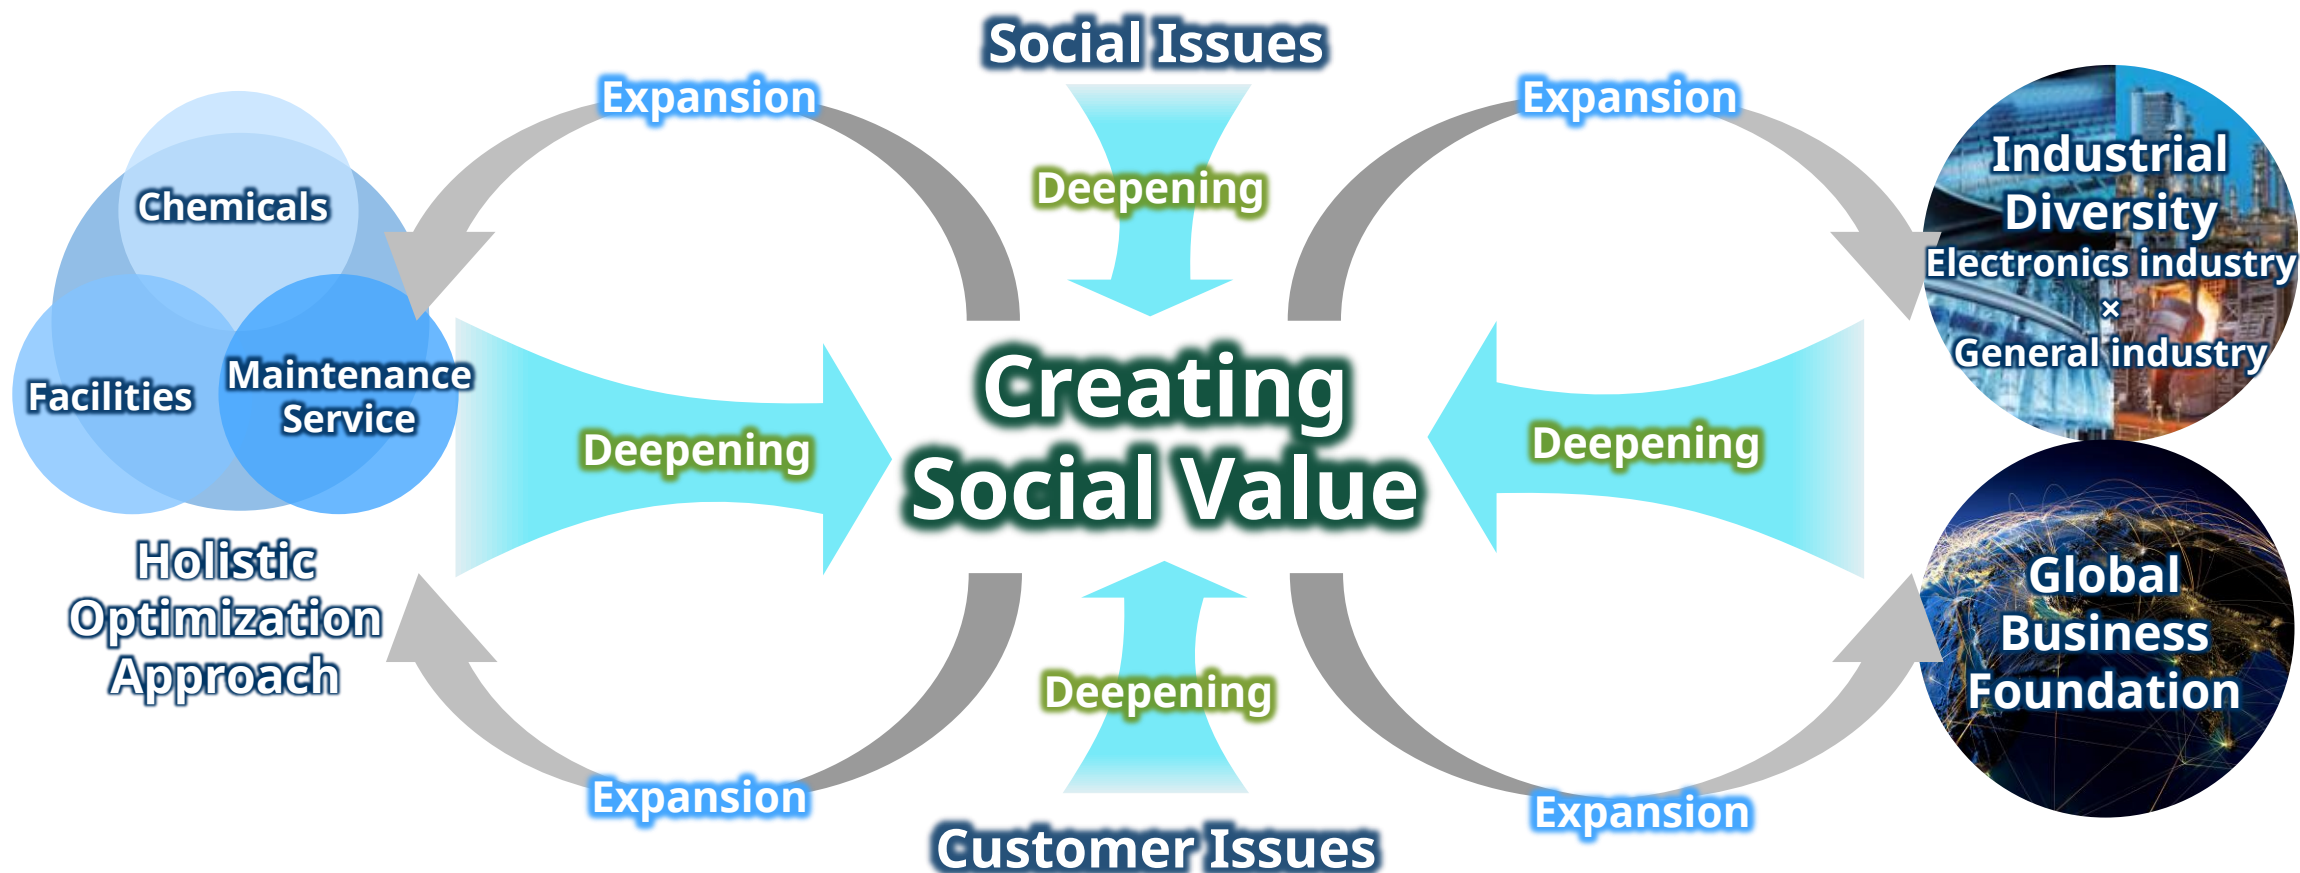 Social Issues
Expansion
Expansion
Deepening
Chemicals
Facilities
Maintenance
Service
Holistic
Optimization
Approach
Deepening
Creating
Social Value
Deepening
Industrial
Diversity
Electronics industry
×
General industry
Global
Business
Foundation
Deepening
Expansion
Expansion
Customer Issues